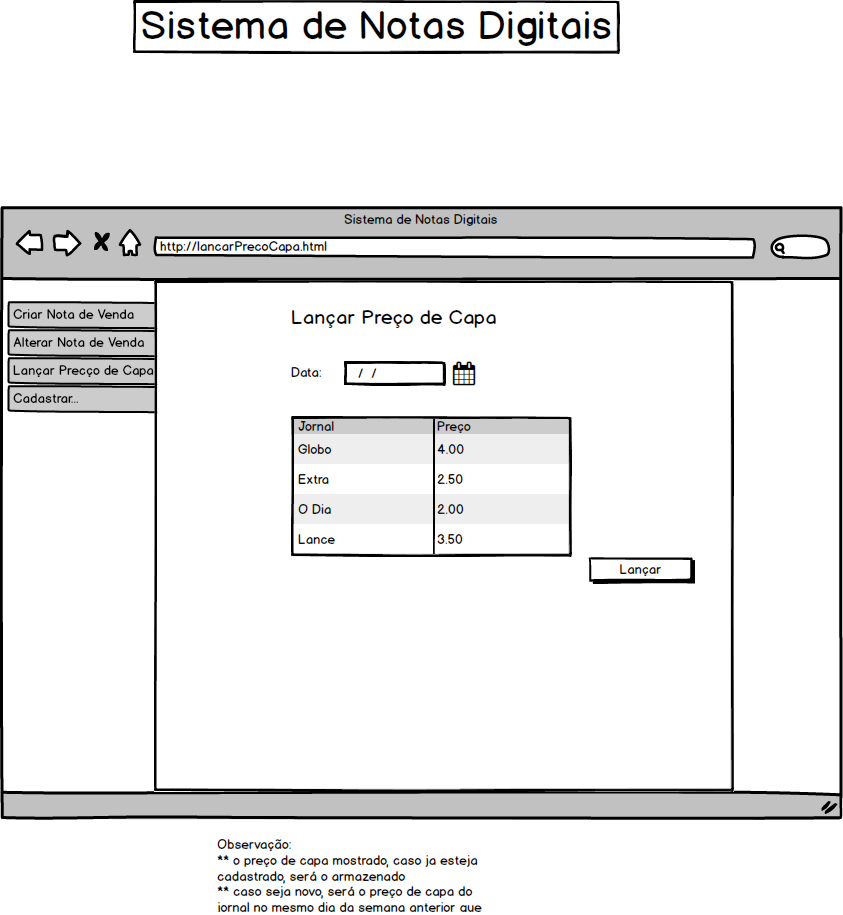 Sistema de Notas Digitais
Sistema de Notas Digitais
http://lancarPrecoCapa.html
Criar Nota de Venda
Alterar Nota de Venda
Lançar Precço de Capa
Cadastrar...
Lançar Preço de Capa
Data: / /
Jornal Preço
Globo 4.00
Extra 2.50
O Dia 2.00
Lance 3.50
Lançar
Observação:
** o preço de capa mostrado, caso ja esteja
cadastrado, será o armazenado
** caso seja novo, será o preço de capa do
jornal no mesmo dia da semana anterior que